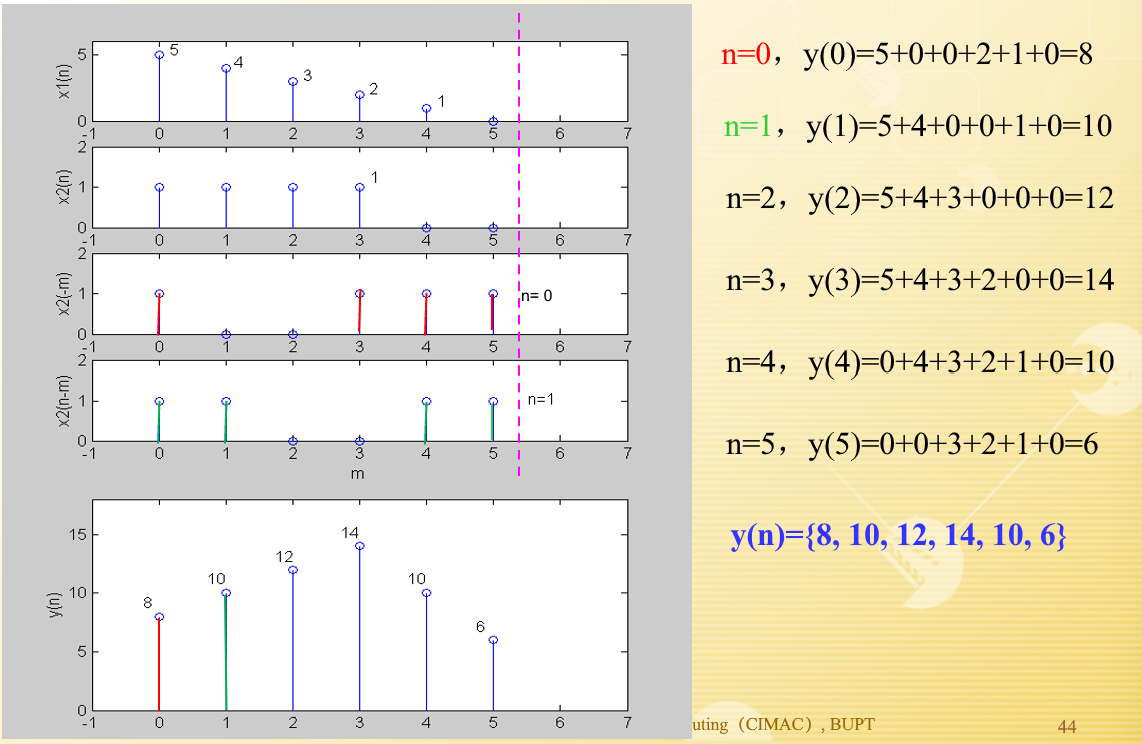 x1(n)
5
0
5
4
3
2
1
-1 0 1 2 3 4 5 6 7
x2(n)
2
1
0
1
-1 0 1 2 3 4 5 6 7
x2(-m)
2
1
0
n= 0
-1 0 1 2 3 4 5 6 7
x2(n-m)
2
1
0
n=1
-1 0 1 2 3 4 5 6 7
m
y(n)
15
10
5
0
8
10
12
14
10
6
-1 0 1 2 3 4 5 6 7
n=0，y(0)=5+0+0+2+1+0=8
n=1，y(1)=5+4+0+0+1+0=10
n=2，y(2)=5+4+3+0+0+0=12
n=3，y(3)=5+4+3+2+0+0=14
n=4，y(4)=0+4+3+2+1+0=10
n=5，y(5)=0+0+3+2+1+0=6
y(n)={8, 10, 12, 14, 10, 6}
uting（CIMAC）, BUPT
44